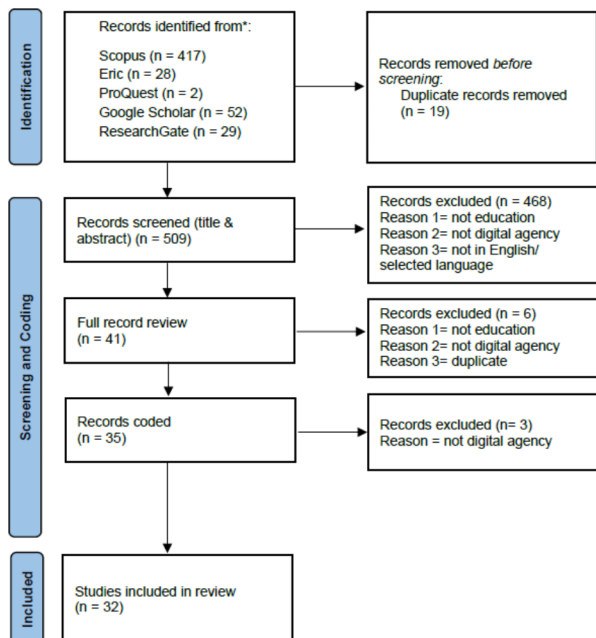 Identification
Records identified from*:
Scopus (n = 417)
Eric (n = 28)
ProQuest (n = 2)
Google Scholar (n = 52)
ResearchGate (n = 29)
Records removed before
screening:
Duplicate records removed
(n = 19)
Screening and Coding
Records screened (title &
abstract) (n = 509)
Records excluded (n = 468)
Reason 1= not education
Reason 2= not digital agency
Reason 3= not in English/
selected language
Full record review
(n = 41)
Records excluded (n = 6)
Reason 1= not education
Reason 2= not digital agency
Reason 3= duplicate
Records coded
(n = 35)
Records excluded (n= 3)
Reason = not digital agency
Included
Studies included in review
(n = 32)